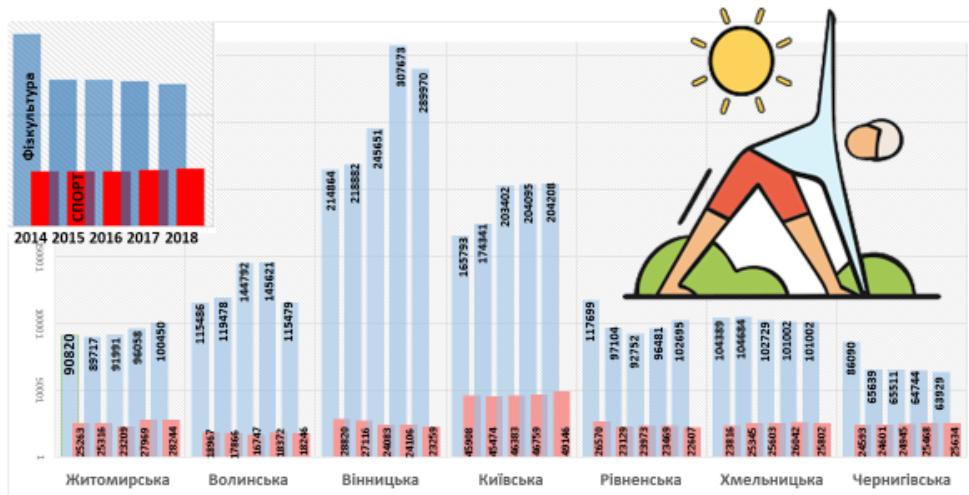 Фізкультура
СПОРТ
2014 2015 2016 2017 2018
90820 89717 91991 96058 100450
25263 25316 23209 27969 28244
115486 119478 144792 145621 115479
18967 17866 16747 18372 18246
214864 218882 245651 307673 289970
28820 27116 24083 24106 23259
165793 174341 203402 204095 204208
45908 45474 46383 46759 49146
117699 97104 92752 96481 102695
26570 23129 23973 23469 22607
104389 104684 102729 101002 101002
23816 25345 25603 26042 25802
86090 65639 65511 64744 63929
24593 24601 24945 25468 25634
50001
1
Житомирська Волинська Вінницька Київська Рівненська Хмельницька Чернигівська